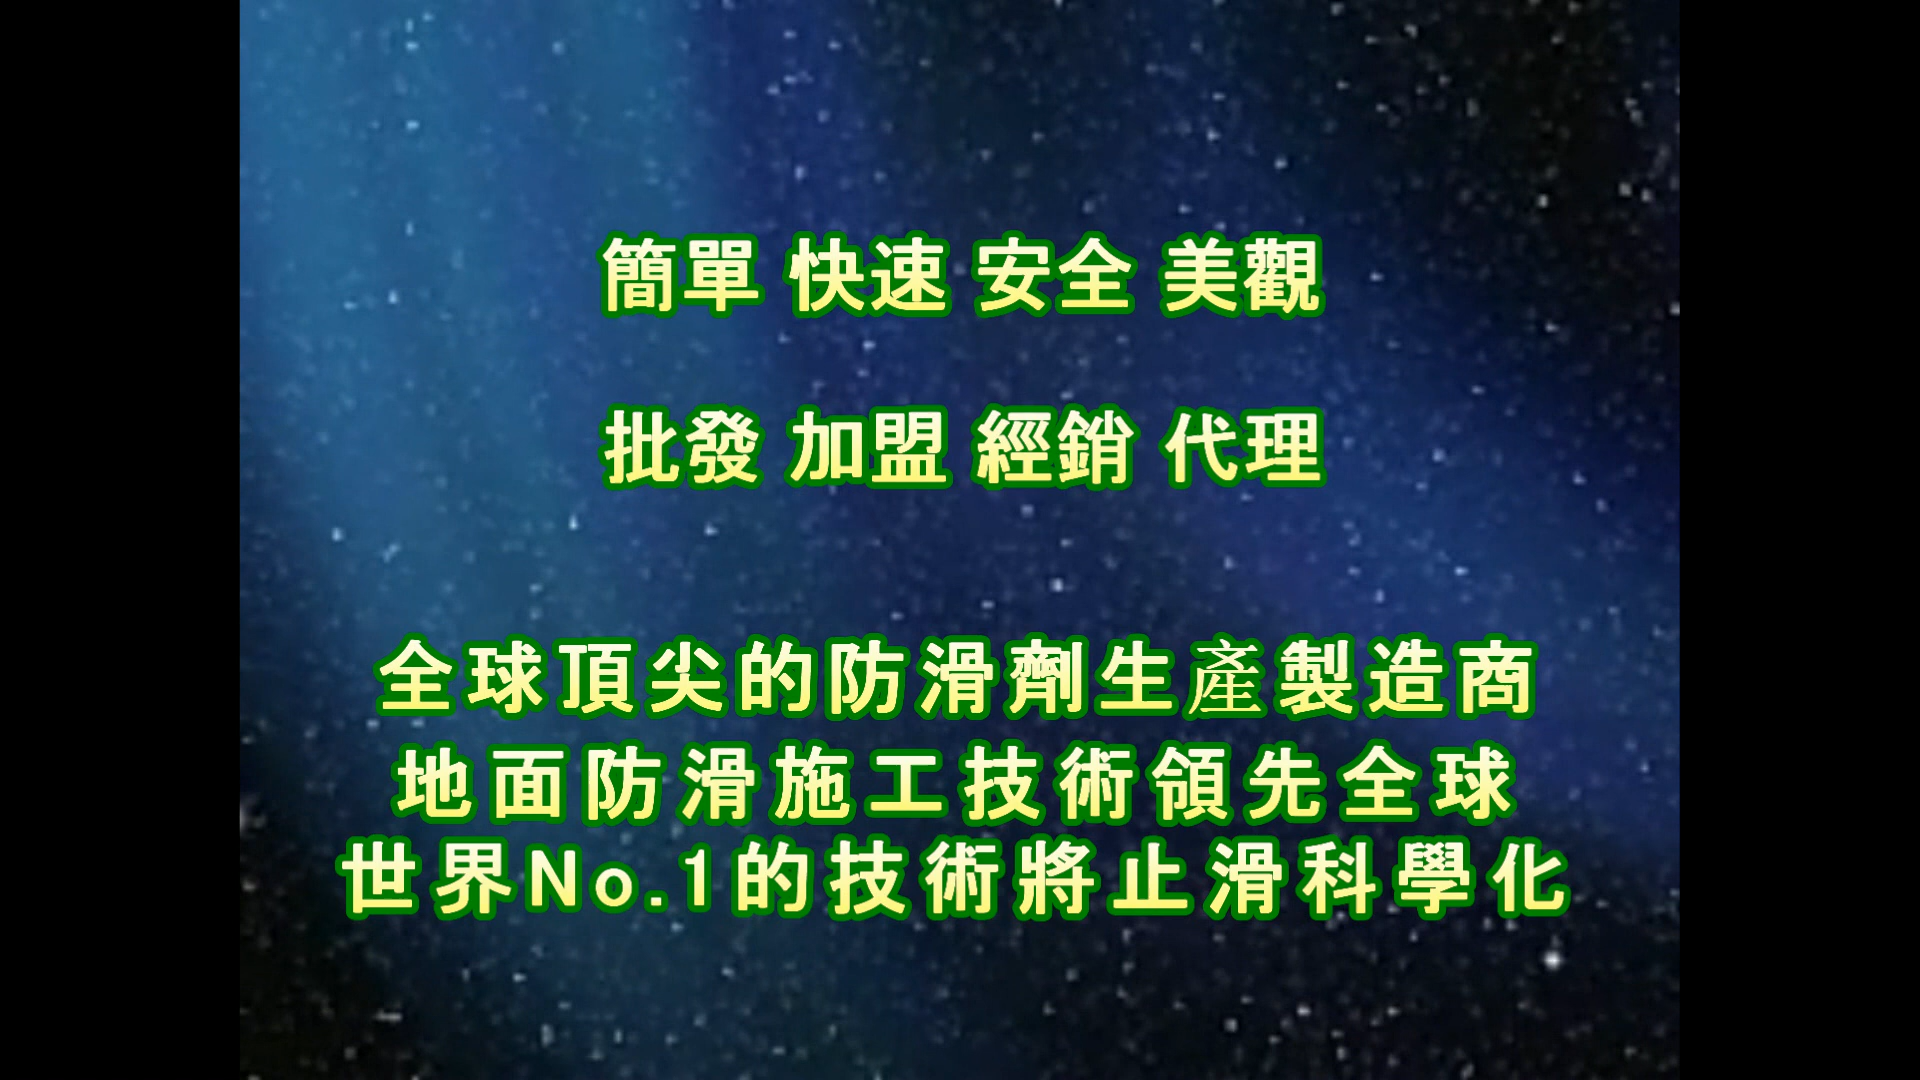 簡單 快速 安全 美觀
批發 加盟 經銷 代理
全球頂尖的防滑劑生產製造商
地面防滑施工技術領先全球
世界No.1的技術將止滑科學化